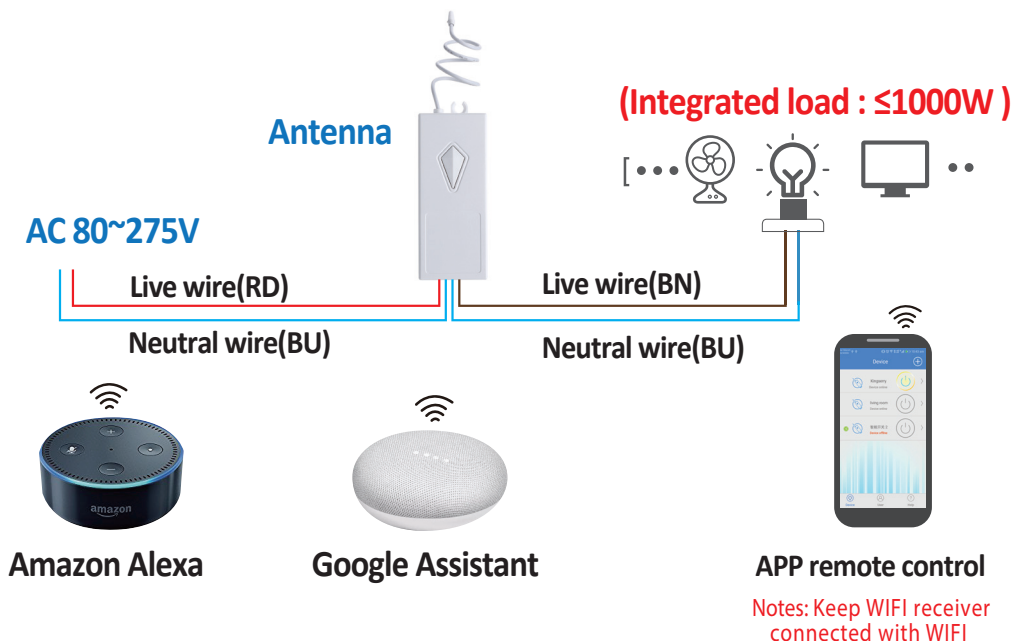 (Integrated load : ≤1000W )
Antenna
AC 80~275V
Live wire(RD)
Neutral wire(BU)
Live wire(BN)
Neutral wire(BU)
Device
amazon
Amazon Alexa
Google Assistant
APP remote control
Notes: Keep WIFI receiver
connected with WIFI